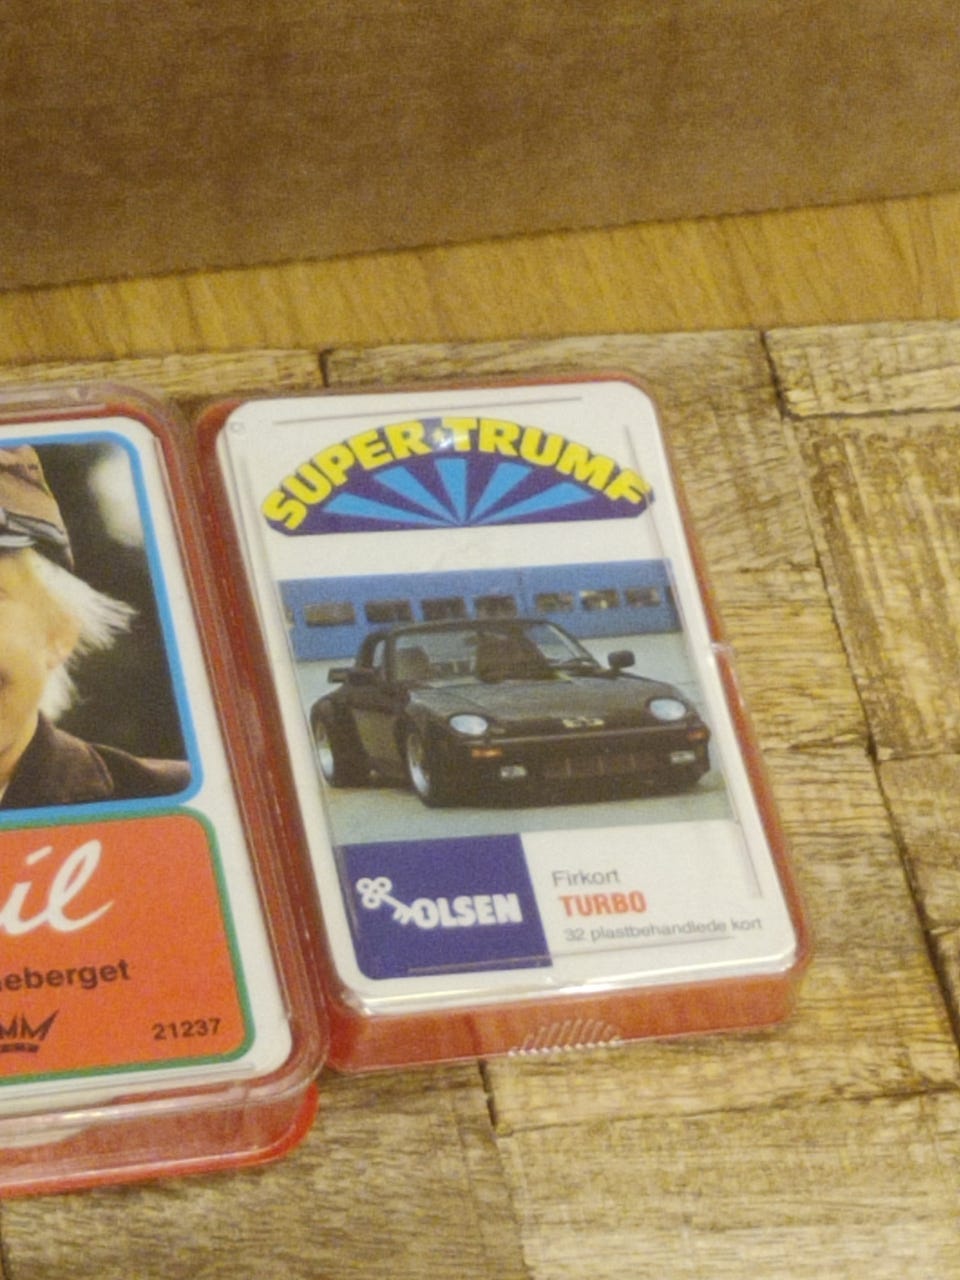 SUPER TRUMF
OLSEN
Firkort
TURBO
32 plastbehandlede kort
il
eberget
21237